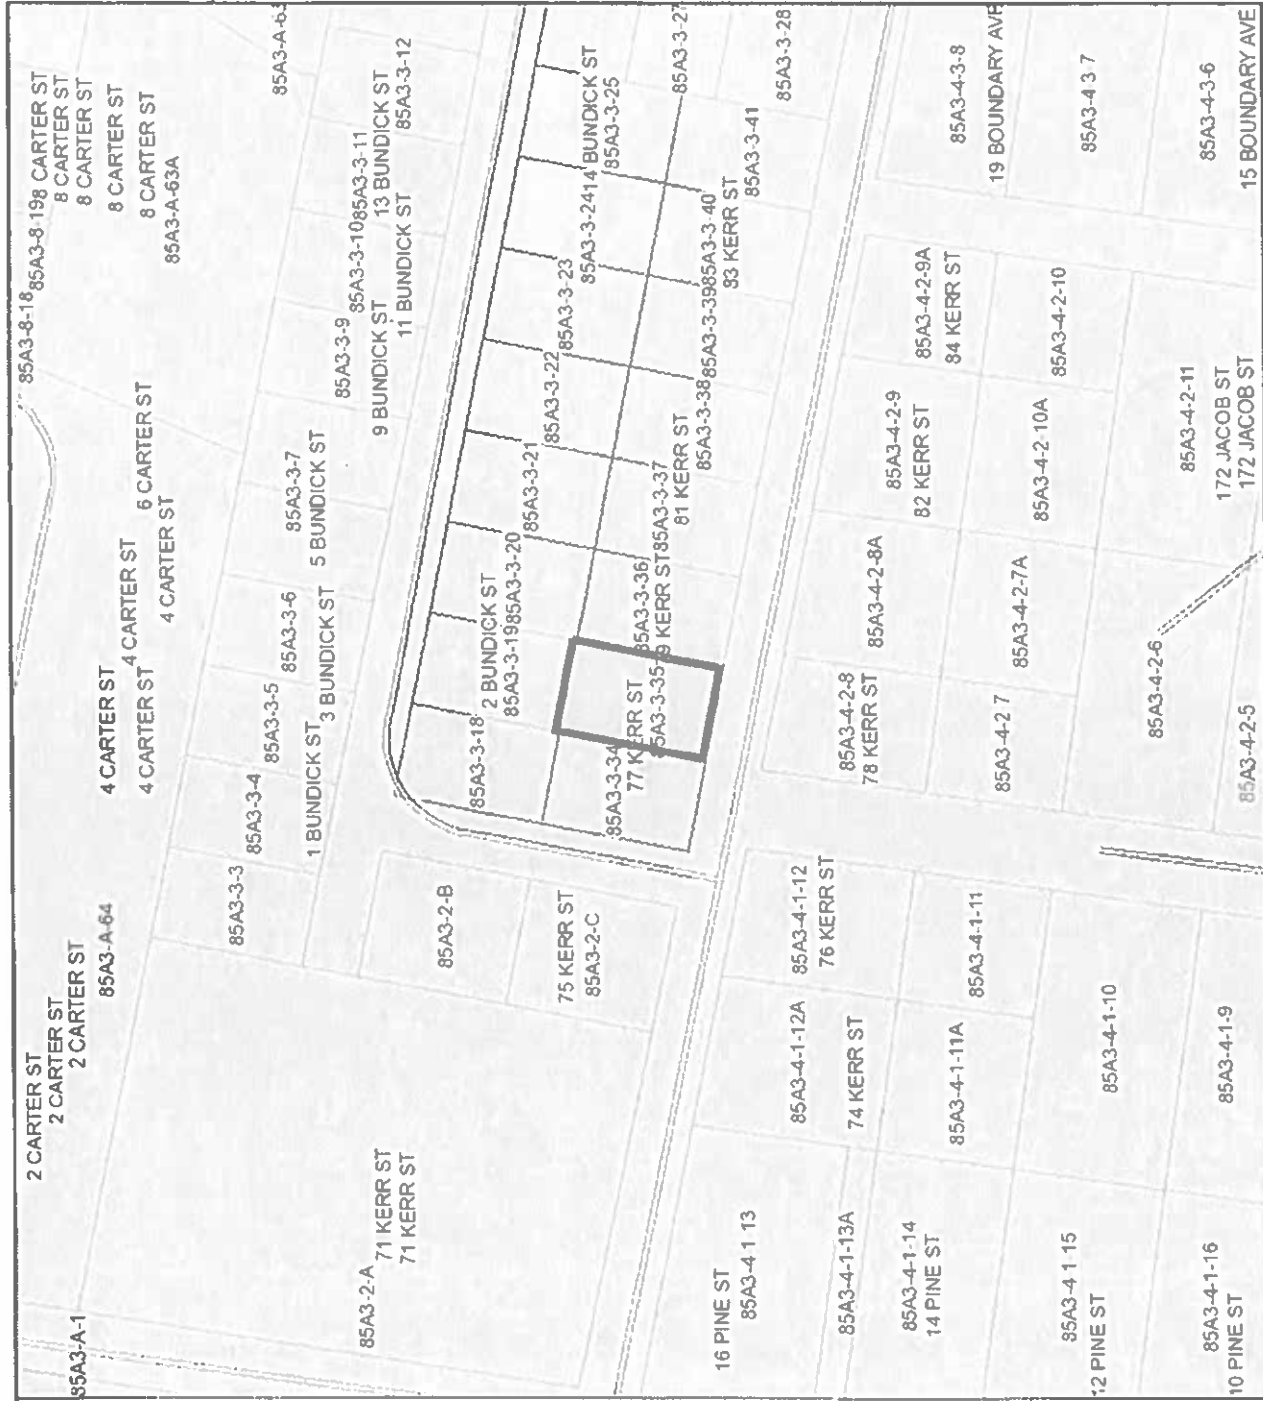 2 CARTER ST
2 CARTER ST
2 CARTER ST
85A3-A-64
4 CARTER ST
4 CARTER ST
4 CARTER ST
4 CARTER ST
6 CARTER ST
85A3-8-18
85A3-8-19
8 CARTER ST
8 CARTER ST
8 CARTER ST
8 CARTER ST
8 CARTER ST
85A3-A-63A
85A3-A-1
85A3-2-A
71 KERR ST
71 KERR ST
85A3-3-3
85A3-3-4
1 BUNDICK ST
85A3-3-5
3 BUNDICK ST
85A3-3-6
85A3-3-7
5 BUNDICK ST
85A3-3-9
9 BUNDICK ST
85A3-3-10
11 BUNDICK ST
85A3-3-11
13 BUNDICK ST
85A3-3-12
85A3-2-B
75 KERR ST
85A3-2-C
85A3-3-18
2 BUNDICK ST
85A3-3-19
85A3-3-20
85A3-3-21
85A3-3-22
85A3-3-23
85A3-3-24
14 BUNDICK ST
85A3-3-25
85A3-3-27
85A3-3-28
85A3-3-34
77 KERR ST
85A3-3-35
79 KERR ST
85A3-3-36
85A3-3-37
81 KERR ST
85A3-3-38
85A3-3-39
85A3-3-40
83 KERR ST
85A3-3-41
16 PINE ST
85A3-4-1-13
85A3-4-1-12A
74 KERR ST
85A3-4-1-12
76 KERR ST
85A3-4-2-8
78 KERR ST
85A3-4-2-8A
85A3-4-2-9
82 KERR ST
85A3-4-2-9A
84 KERR ST
85A3-4-3-8
19 BOUNDARY AVE
85A3-4-1-13A
85A3-4-1-14
14 PINE ST
85A3-4-1-11A
85A3-4-1-11
85A3-4-2-7
85A3-4-2-7A
85A3-4-2-10A
85A3-4-2-10
85A3-4-3-7
85A3-4-1-15
12 PINE ST
85A3-4-1-10
85A3-4-2-6
85A3-4-2-11
172 JACOB ST
172 JACOB ST
85A3-4-3-6
15 BOUNDARY AVE
85A3-4-1-16
10 PINE ST
85A3-4-1-9
85A3-4-2-5